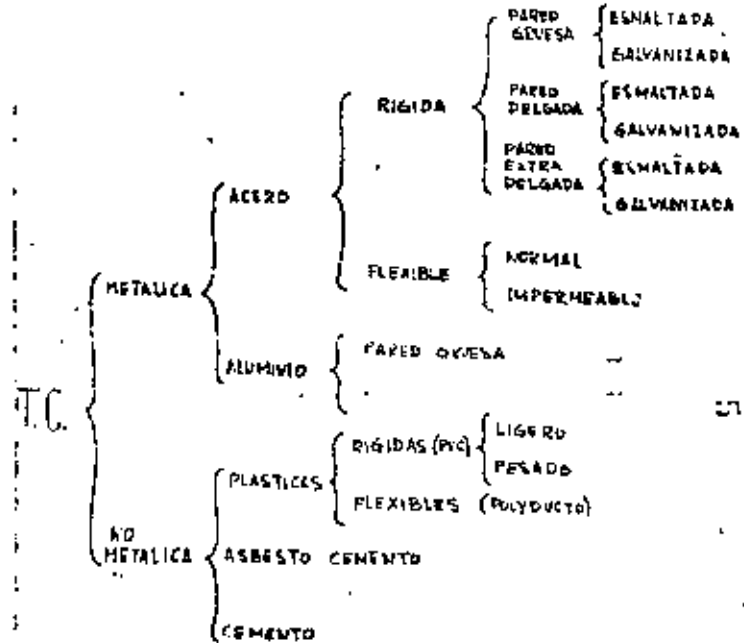 T.C.
METALICA
ACERO
RIGIDA
PARED
GRUESA
ESMALTADA
GALVANIZADA
PARED
DELGADA
ESMALTADA
GALVANIZADA
PARED
EXTRA
DELGADA
ESMALTADA
GALVANIZADA
FLEXIBLE
NORMAL
IMPERMEABLE
ALUMINIO
PARED GRUESA
NO
METALICA
PLASTICAS
RIGIDAS (PVC)
LIGERO
PESADO
FLEXIBLES (POLYDUCTO)
ASBESTO CEMENTO
CEMENTO